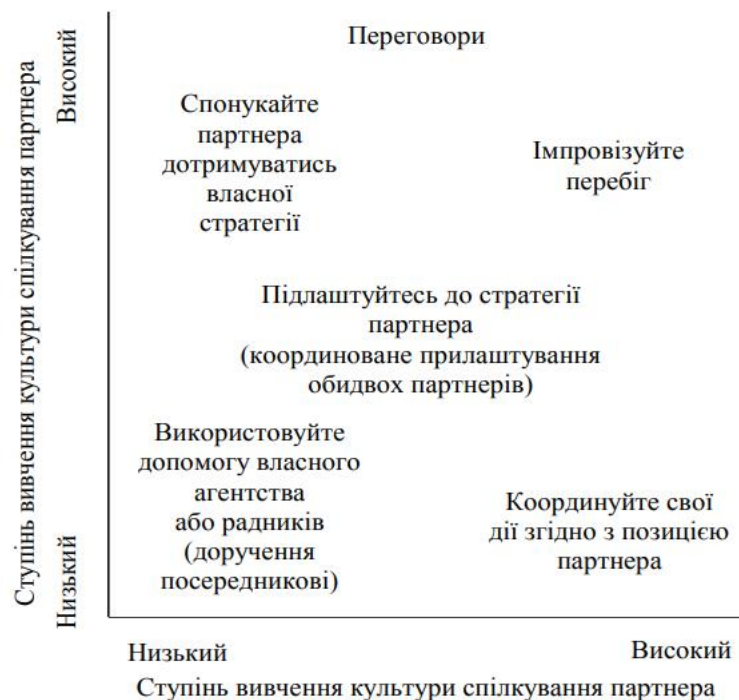 Переговори
Високий
Ступінь вивчення культури спілкування партнера
Низький
Спонукайте
партнера
дотримуватись
власної
стратегії
Імпровізуйте
перебіг
Підлаштуйтесь до стратегії
партнера
(координоване прилаштування
обидвох партнерів)
Використовуйте
допомогу власного
агентства
або радників
(доручення
посередникові)
Координуйте свої
дії згідно з позицією
партнера
Низький
Високий
Ступінь вивчення культури спілкування партнера